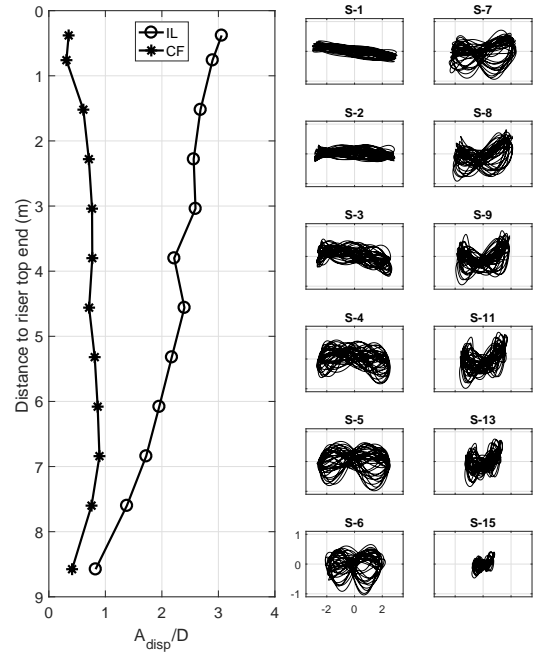 0
1
2
3
4
5
6
7
8
9
Distance to riser top end (m)
0 1 2 3 4
A_disp/D
IL
CF
S-1
S-2
S-3
S-4
S-5
S-6
1
0
-1
-2 0 2
S-7
S-8
S-9
S-11
S-13
S-15